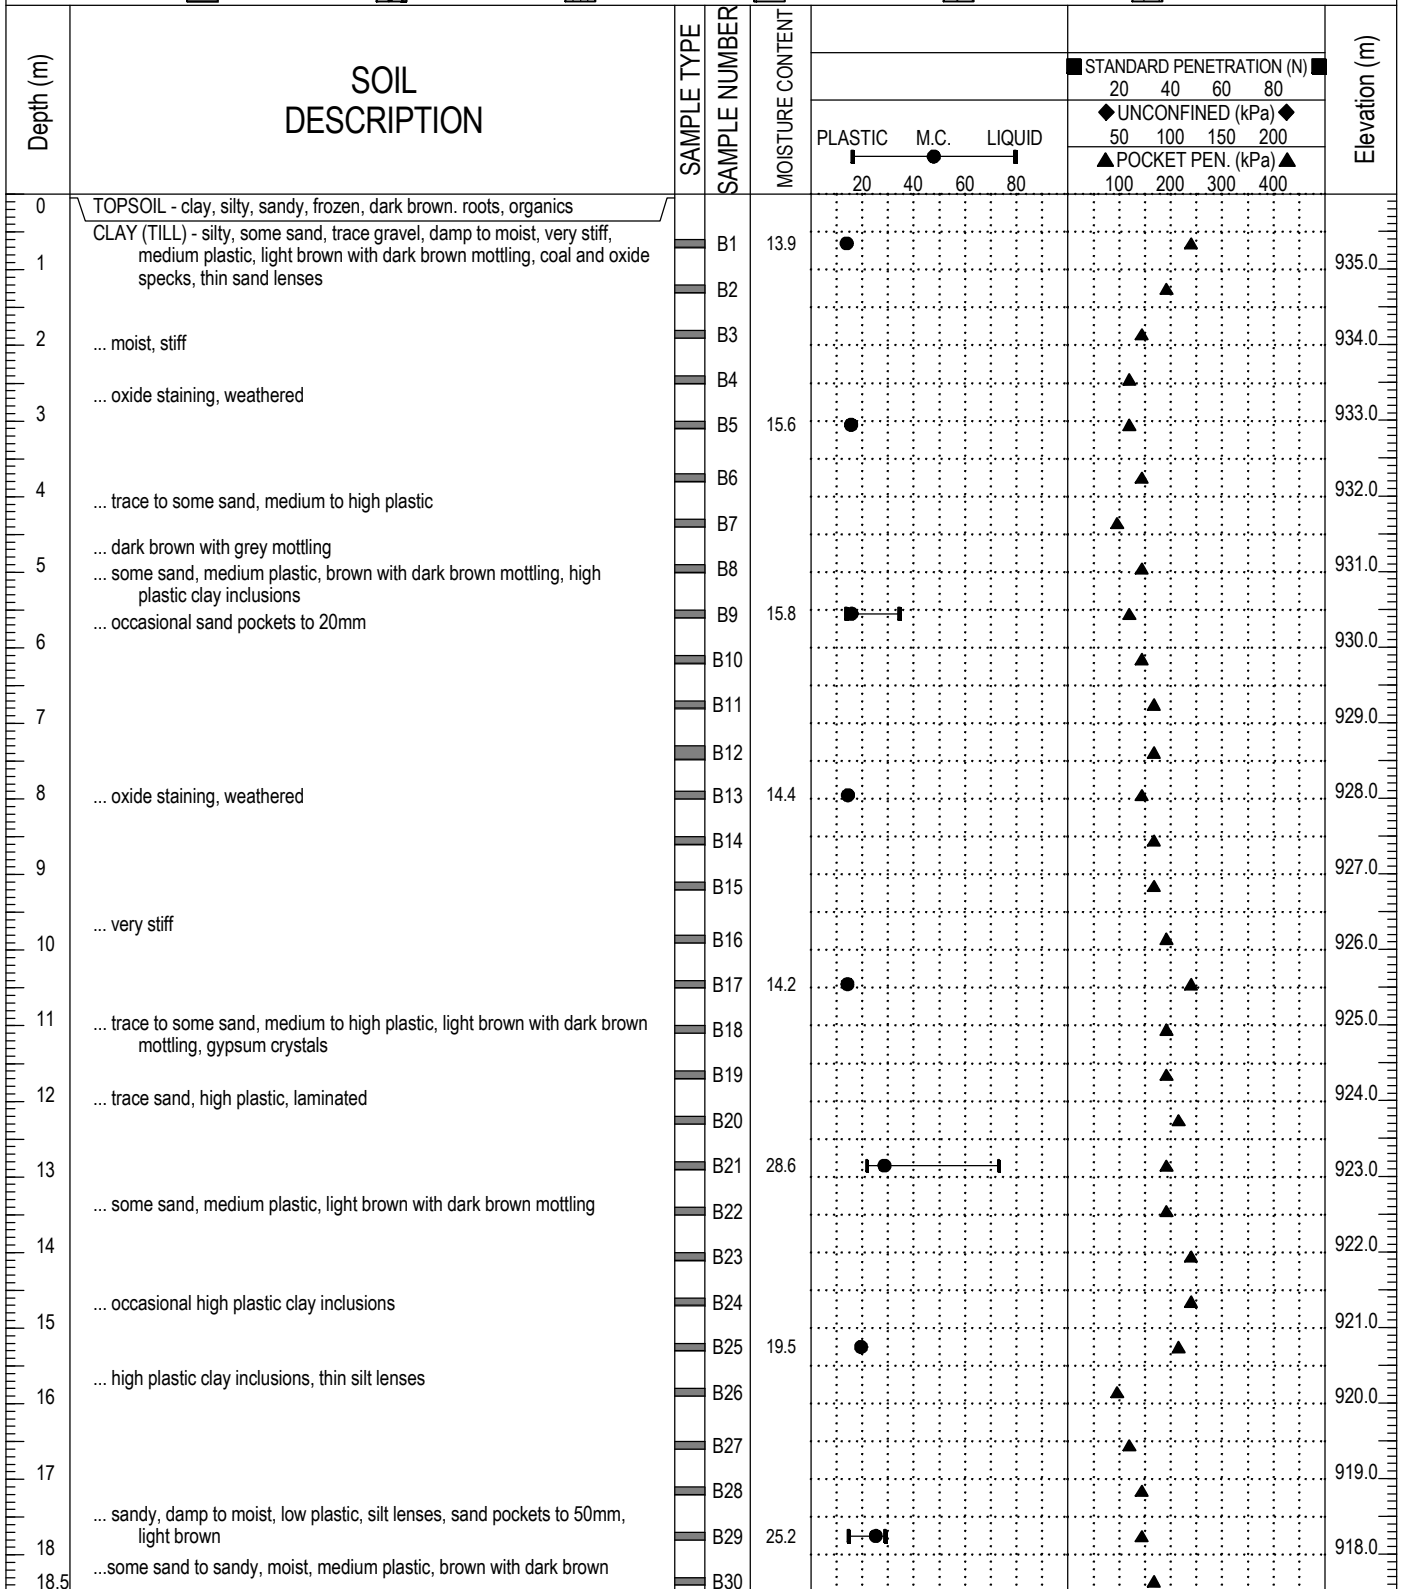 Depth (m)
SOIL
DESCRIPTION
SAMPLE TYPE
SAMPLE NUMBER
MOISTURE CONTENT
PLASTIC M.C. LIQUID
20 40 60 80
■ STANDARD PENETRATION (N) ■
20 40 60 80
◆ UNCONFINED (kPa) ◆
50 100 150 200
▲ POCKET PEN. (kPa) ▲
100 200 300 400
Elevation (m)
0 TOPSOIL - clay, silty, sandy, frozen, dark brown. roots, organics
CLAY (TILL) - silty, some sand, trace gravel, damp to moist, very stiff,
B1 13.9
medium plastic, light brown with dark brown mottling, coal and oxide
1 935.0
specks, thin sand lenses
B2
B3
2 ... moist, stiff 934.0
B4
... oxide staining, weathered
3 933.0
B5 15.6
B6
4 932.0
... trace to some sand, medium to high plastic
B7
... dark brown with grey mottling
B8
5 ... some sand, medium plastic, brown with dark brown mottling, high 931.0
plastic clay inclusions
B9 15.8
... occasional sand pockets to 20mm
6 930.0
B10
B11
7 929.0
B12
8 ... oxide staining, weathered B13 14.4 928.0
B14
9 927.0
B15
... very stiff
B16
10 926.0
B17 14.2
11 ... trace to some sand, medium to high plastic, light brown with dark brown 925.0
B18
mottling, gypsum crystals
B19
12 ... trace sand, high plastic, laminated 924.0
B20
B21 28.6
13 923.0
... some sand, medium plastic, light brown with dark brown mottling
B22
14 922.0
B23
... occasional high plastic clay inclusions B24
15 921.0
B25 19.5
... high plastic clay inclusions, thin silt lenses
B26
16 920.0
B27
17 919.0
B28
... sandy, damp to moist, low plastic, silt lenses, sand pockets to 50mm,
light brown B29 25.2
18 918.0
...some sand to sandy, moist, medium plastic, brown with dark brown
18.5 B30